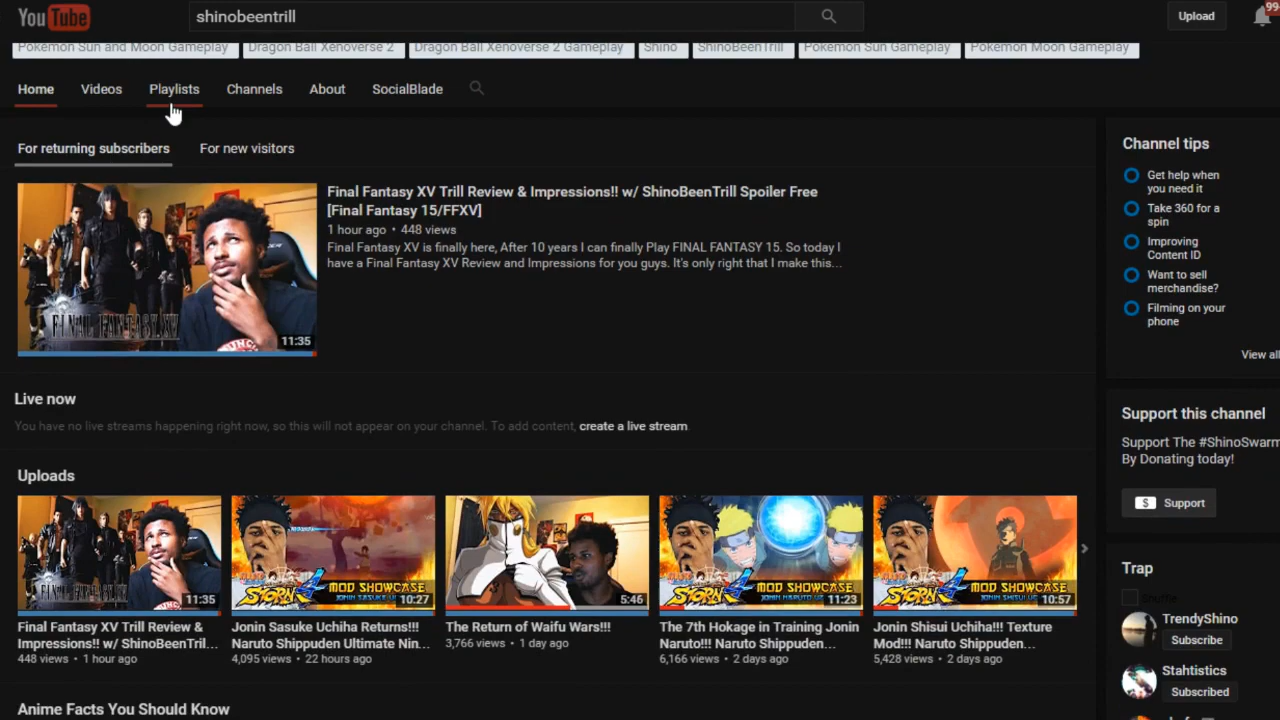 YouTube
shinobeentrill
Upload
99
Pokemon Sun and Moon Gameplay
Dragon Ball Xenoverse 2
Dragon Ball Xenoverse 2 Gameplay
Shino
ShinoBeenTrill
Pokemon Sun Gameplay
Pokemon Moon Gameplay
Home
Videos
Playlists
Channels
About
SocialBlade
For returning subscribers
For new visitors
FINAL FANTASY XV
11:35
Final Fantasy XV Trill Review & Impressions!! w/ ShinoBeenTrill Spoiler Free
[Final Fantasy 15/FFXV]
1 hour ago • 448 views
Final Fantasy XV is finally here, After 10 years I can finally Play FINAL FANTASY 15. So today I
have a Final Fantasy XV Review and Impressions for you guys. It's only right that I make this...
Channel tips
Get help when
you need it
Take 360 for a
spin
Improving
Content ID
Want to sell
merchandise?
Filming on your
phone
View all
Live now
You have no live streams happening right now, so this will not appear on your channel. To add content, create a live stream.
Support this channel
Support The #ShinoSwarm
By Donating today!
$ Support
Uploads
11:35
Final Fantasy XV Trill Review &
Impressions!! w/ ShinoBeenTril...
448 views • 1 hour ago
STORM 4
MOD SHOWCASE
10:27
Jonin Sasuke Uchiha Returns!!!
Naruto Shippuden Ultimate Nin...
4,095 views • 22 hours ago
5:46
The Return of Waifu Wars!!!
3,766 views • 1 day ago
STORM 4
MOD SHOWCASE
11:23
The 7th Hokage in Training Jonin
Naruto!!! Naruto Shippuden...
6,166 views • 2 days ago
STORM 4
MOD SHOWCASE
10:57
Jonin Shisui Uchiha!!! Texture
Mod!!! Naruto Shippuden...
5,428 views • 2 days ago
Trap
Shuffle
TrendyShino
Subscribe
Stahtistics
Subscribed
Anime Facts You Should Know